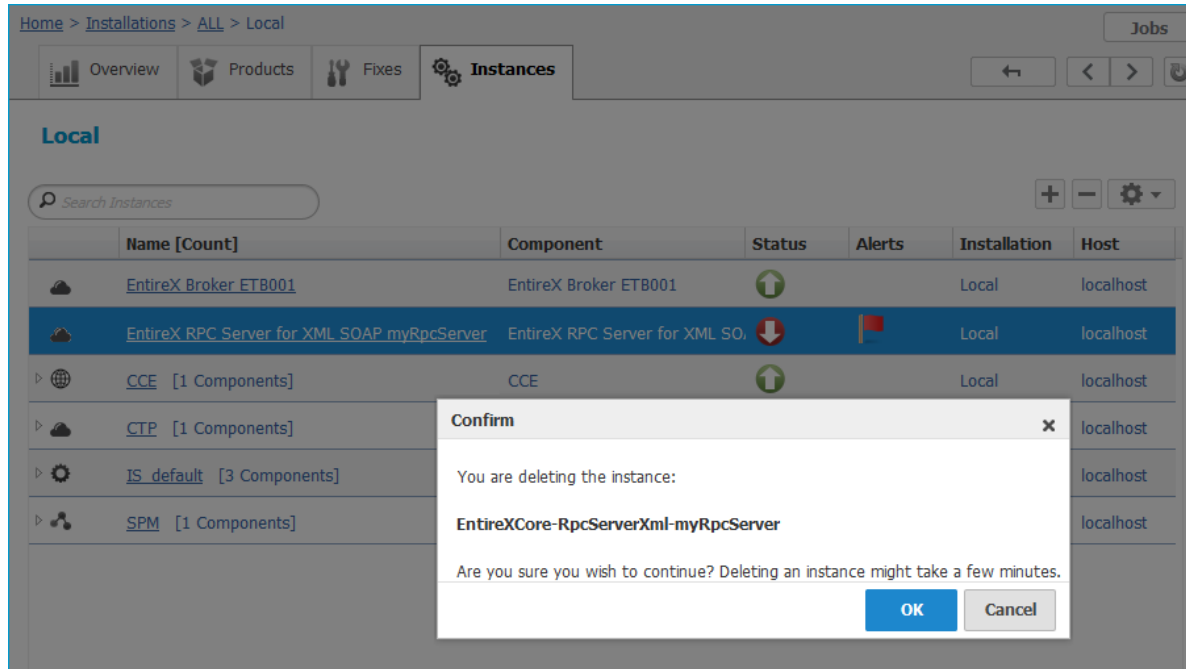 Home > Installations > ALL > Local
Jobs
Overview
Products
Fixes
Instances
Local
Search Instances
Name [Count] Component Status Alerts Installation Host
EntireX Broker ETB001 EntireX Broker ETB001 Local localhost
EntireX RPC Server for XML SOAP myRpcServer EntireX RPC Server for XML SO Local localhost
CCE [1 Components] CCE Local localhost
CTP [1 Components] localhost
IS_default [3 Components] localhost
SPM [1 Components] localhost
Confirm
You are deleting the instance:
EntireXCore-RpcServerXml-myRpcServer
Are you sure you wish to continue? Deleting an instance might take a few minutes.
OK Cancel